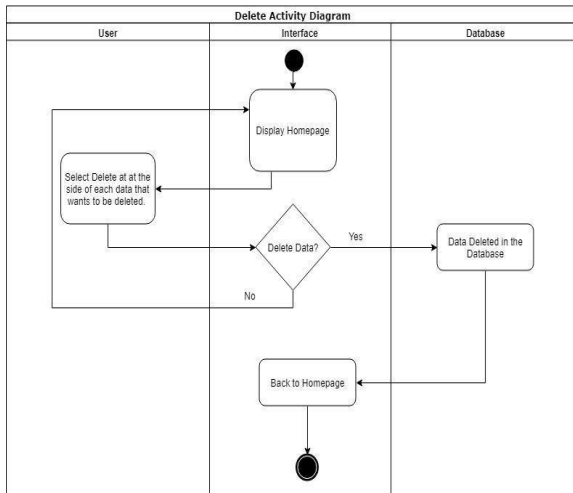 Delete Activity Diagram
User
Interface
Database
Display Homepage
Select Delete at at the
side of each data that
wants to be deleted.
Delete Data?
Yes
Data Deleted in the
Database
No
Back to Homepage